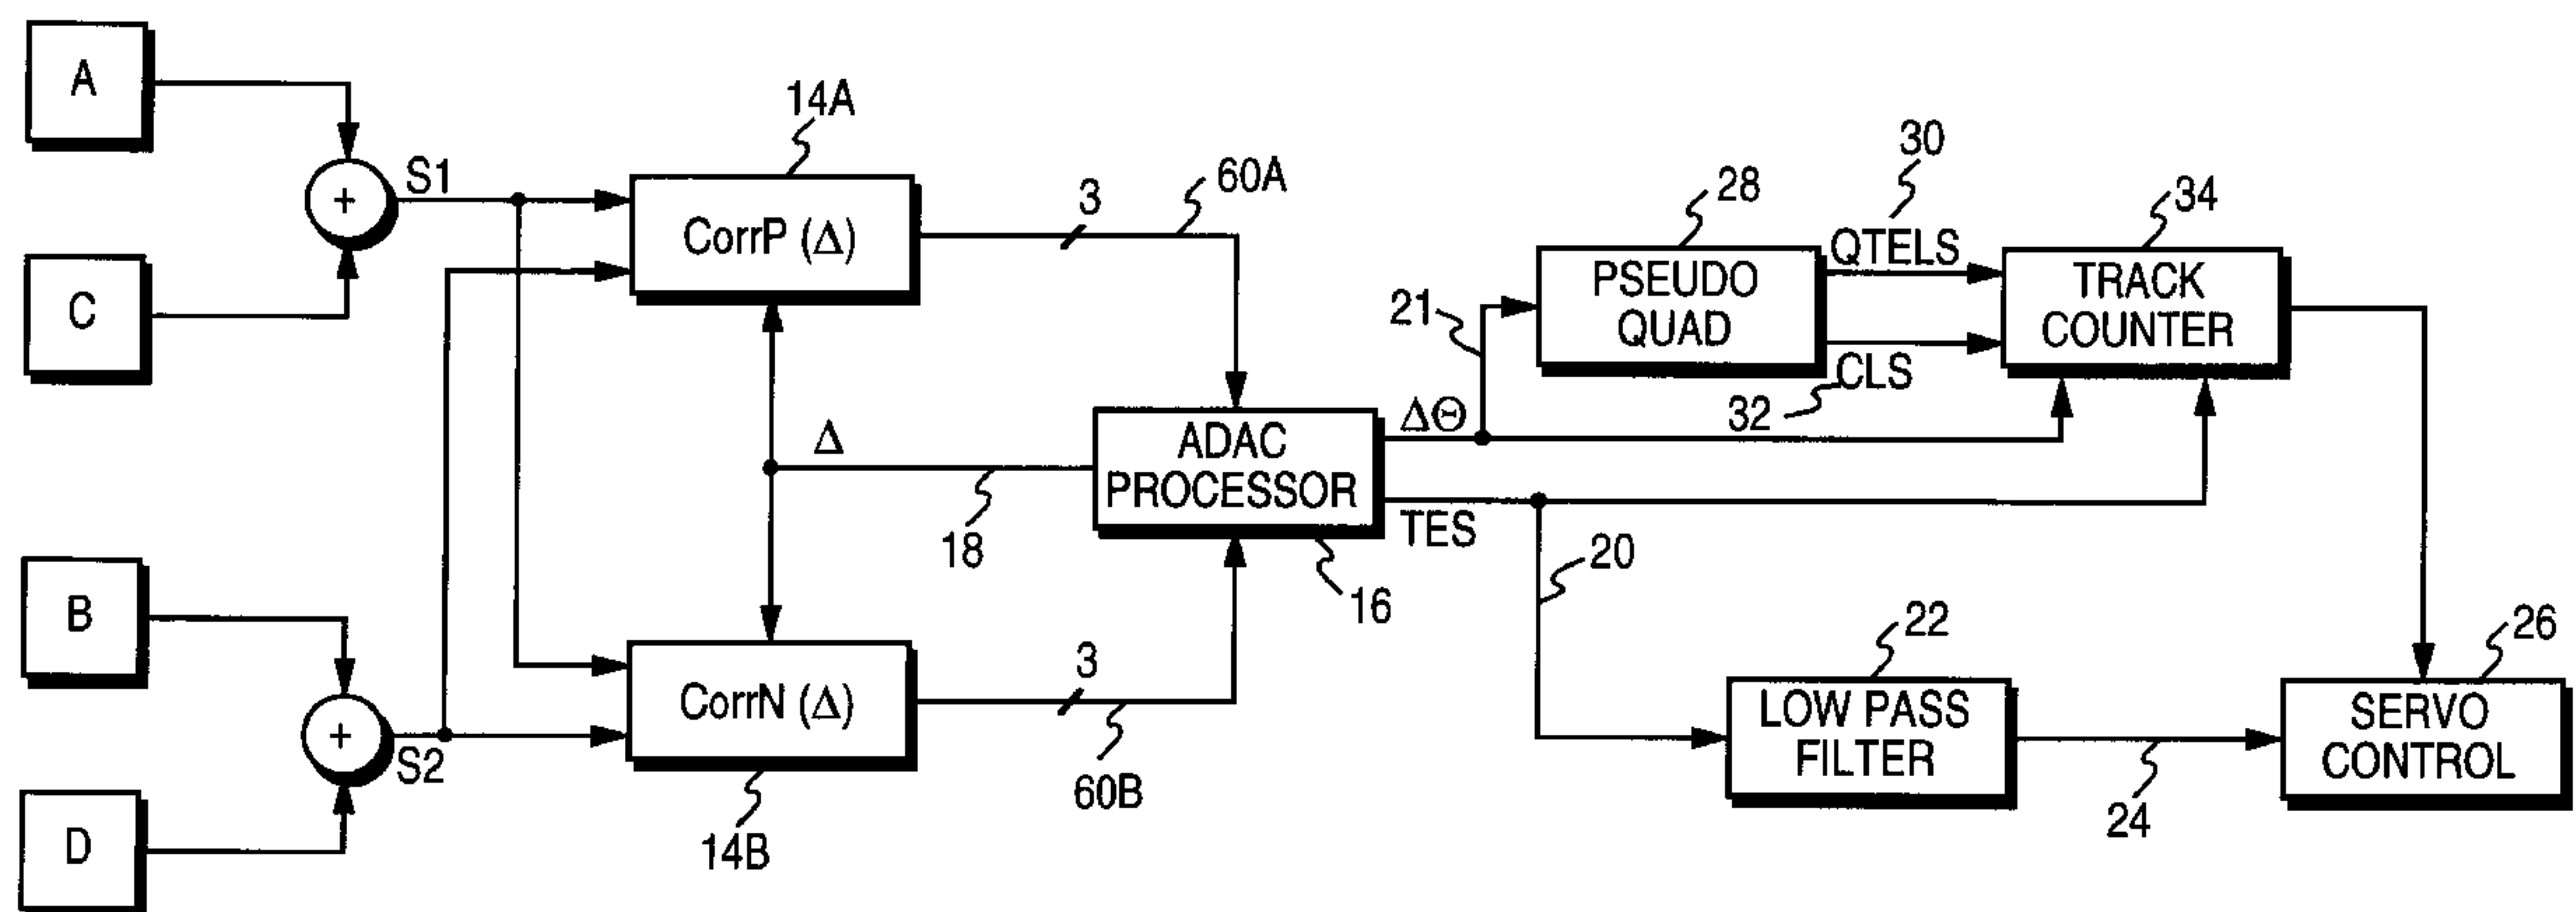 A
C
B
D
+
+
S1
S2
14A
CorrP (Δ)
3
60A
Δ
18
CorrN (Δ)
14B
3
60B
ADAC
PROCESSOR
16
ΔΘ
TES
21
20
28
PSEUDO
QUAD
30
QTELS
CLS
32
34
TRACK
COUNTER
22
LOW PASS
FILTER
24
26
SERVO
CONTROL